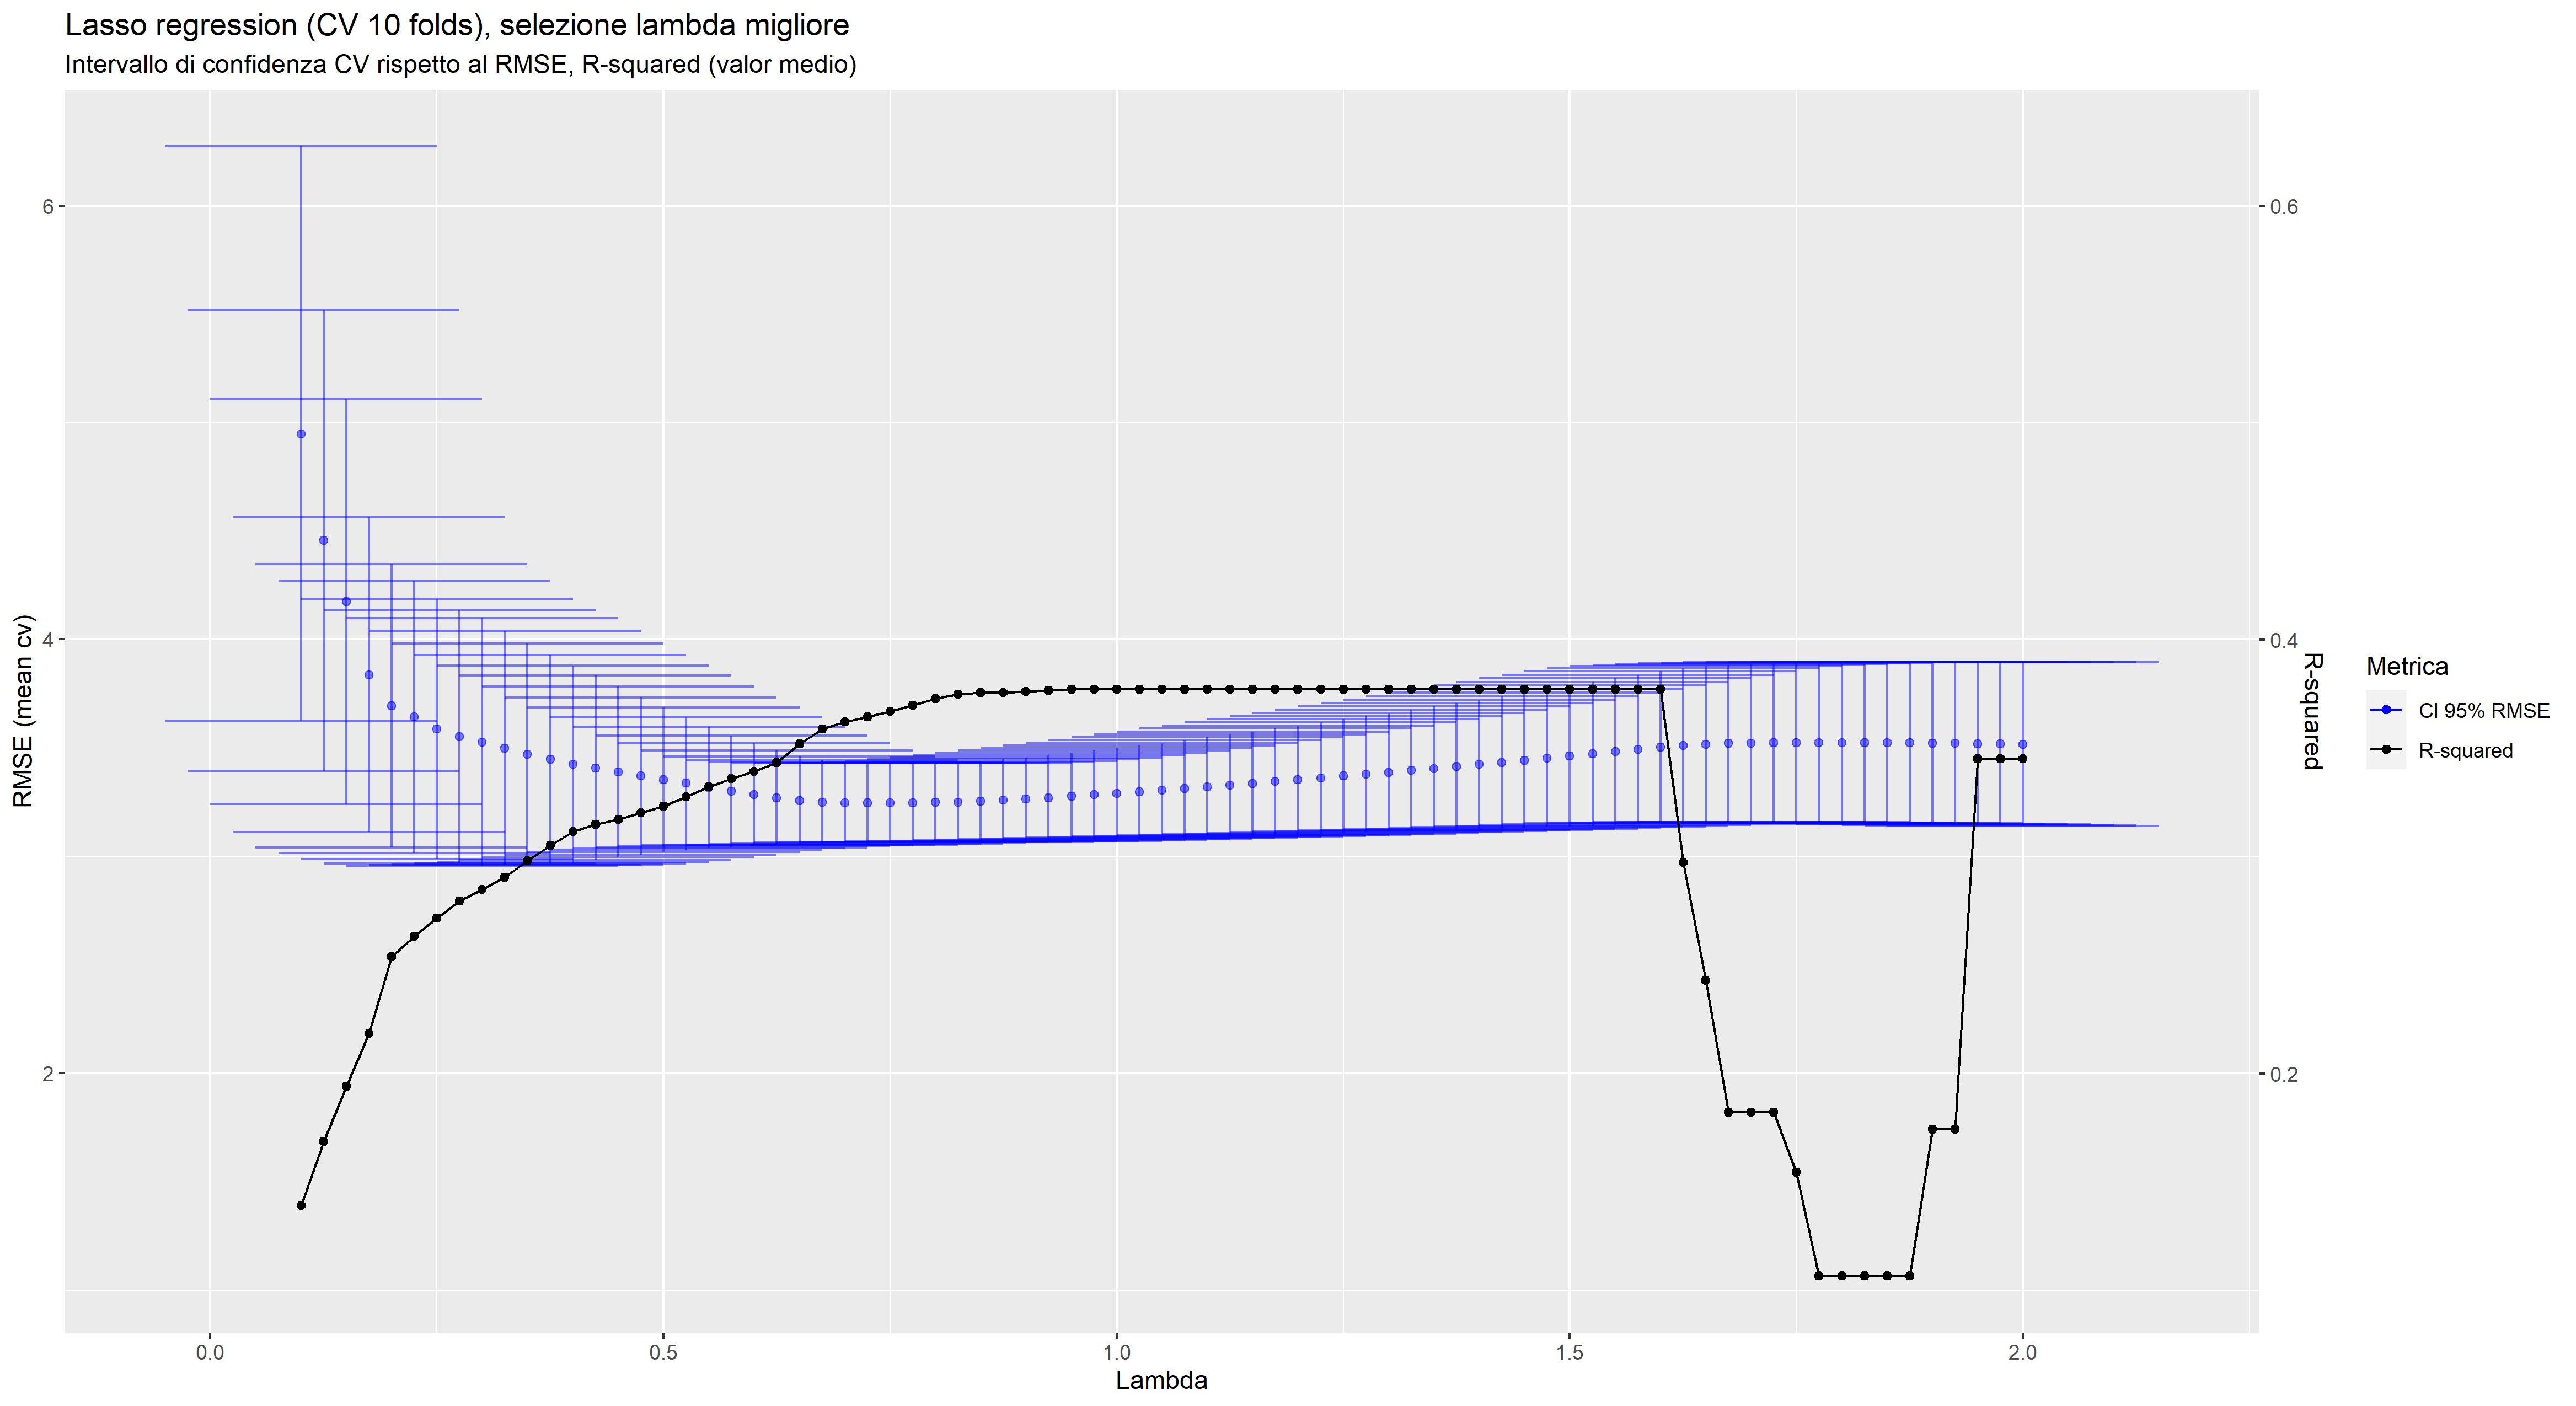 Lasso regression (CV 10 folds), selezione lambda migliore
Intervallo di confidenza CV rispetto al RMSE, R-squared (valor medio)
RMSE (mean cv)
6
4
2
0.6
0.4
0.2
R-squared
Metrica
CI 95% RMSE
R-squared
0.0
0.5
1.0
1.5
2.0
Lambda